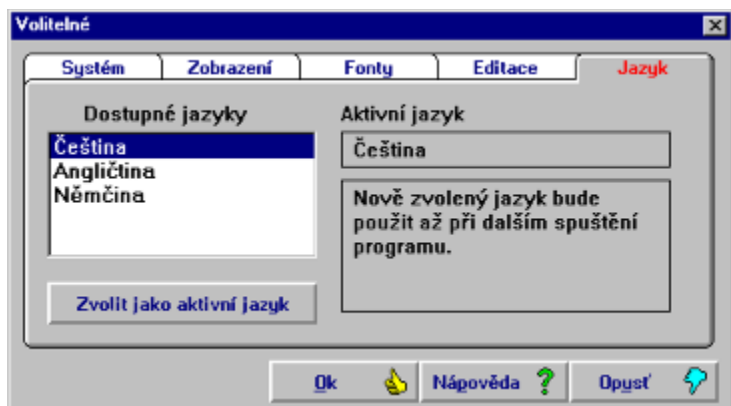 Volitelné
Systém
Zobrazení
Fonty
Editace
Jazyk
Dostupné jazyky
Čeština
Angličtina
Němčina
Zvolit jako aktivní jazyk
Aktivní jazyk
Čeština
Nově zvolený jazyk bude
použit až při dalším spuštění
programu.
Ok
Nápověda
Opusť